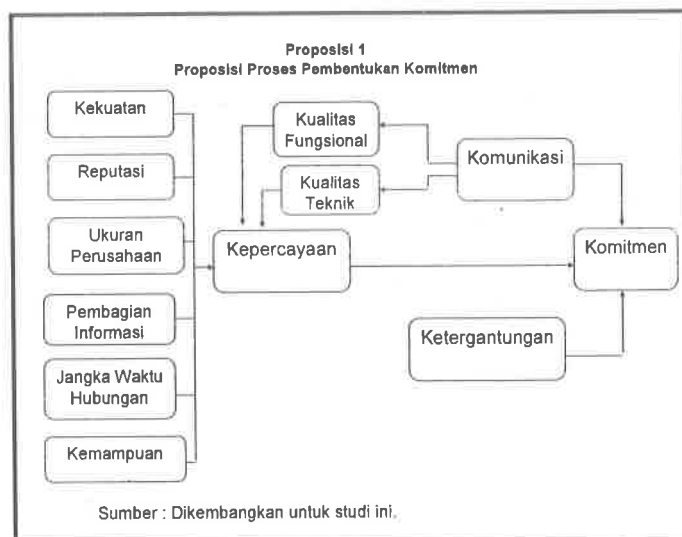 Proposisi 1
Proposisi Proses Pembentukan Komitmen
Kekuatan
Reputasi
Ukuran
Perusahaan
Pembagian
Informasi
Jangka Waktu
Hubungan
Kemampuan
Kualitas
Fungsional
Kualitas
Teknik
Kepercayaan
Komunikasi
Komitmen
Ketergantungan
Sumber : Dikembangkan untuk studi ini.